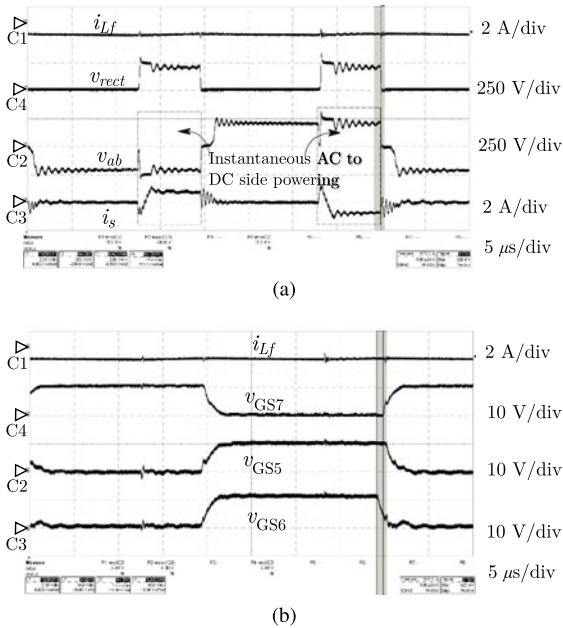 i_Lf
C1
2 A/div
v_rect
C4
250 V/div
C2
v_ab
Instantaneous AC to
DC side powering
250 V/div
C3
i_s
2 A/div
5 μs/div
(a)
i_Lf
C1
2 A/div
v_GS7
C4
10 V/div
v_GS5
C2
10 V/div
v_GS6
C3
10 V/div
5 μs/div
(b)